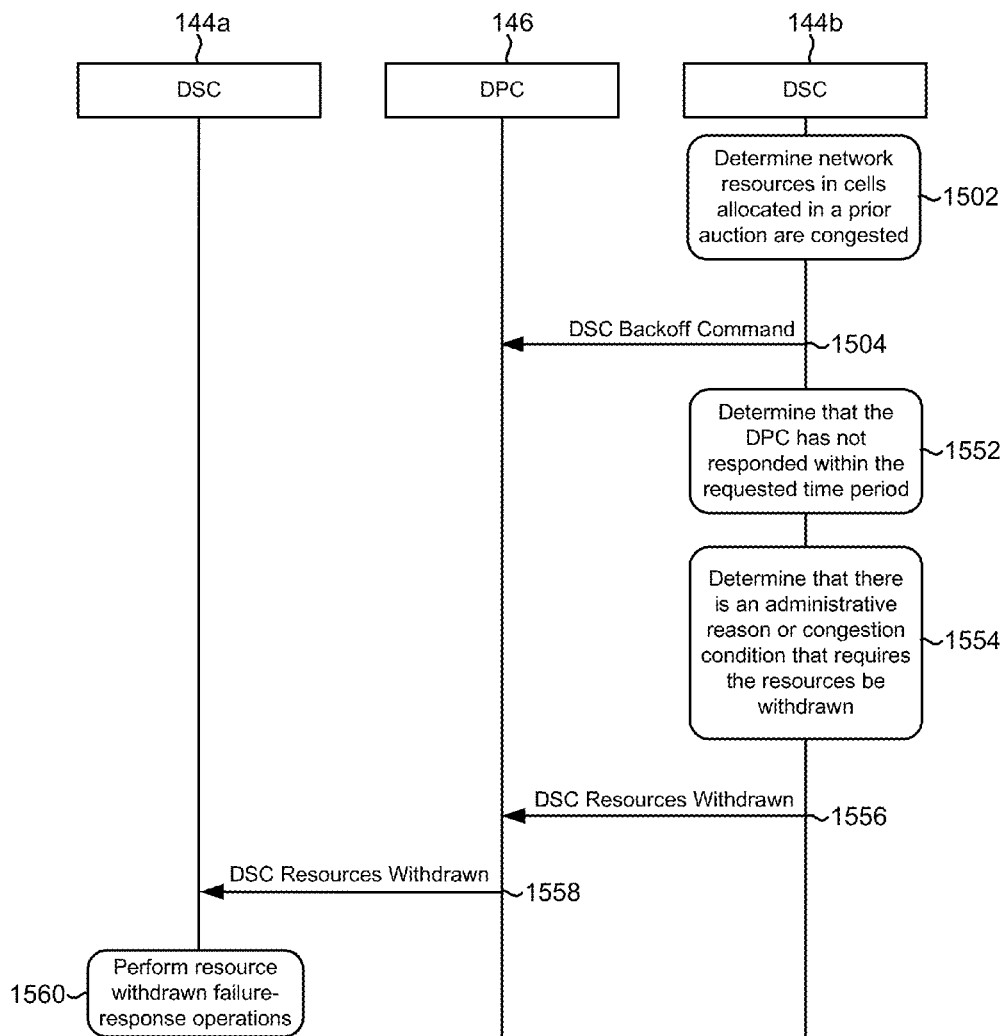 144a
146
144b
DSC
DPC
DSC
Determine network
resources in cells
allocated in a prior
auction are congested
1502
DSC Backoff Command
1504
Determine that the
DPC has not
responded within the
requested time period
1552
Determine that there
is an administrative
reason or congestion
condition that requires
the resources be
withdrawn
1554
DSC Resources Withdrawn
1556
DSC Resources Withdrawn
1558
1560
Perform resource
withdrawn failure-
response operations